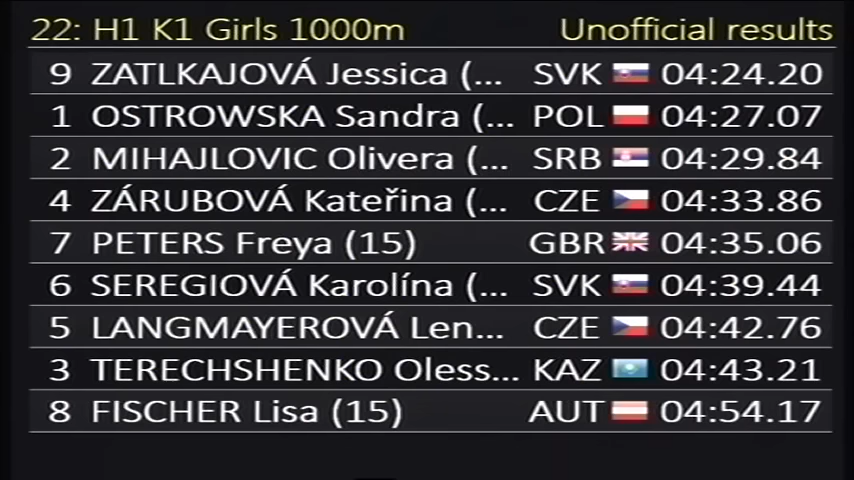 22: H1 K1 Girls 1000m Unofficial results
9 ZATLKAJOVÁ Jessica (... SVK 04:24.20
1 OSTROWSKA Sandra (... POL 04:27.07
2 MIHAJLOVIC Olivera (... SRB 04:29.84
4 ZÁRUBOVÁ Kateřina (... CZE 04:33.86
7 PETERS Freya (15) GBR 04:35.06
6 SEREGIOVÁ Karolína (... SVK 04:39.44
5 LANGMAYEROVÁ Len... CZE 04:42.76
3 TERECHSHENKO Oless... KAZ 04:43.21
8 FISCHER Lisa (15) AUT 04:54.17